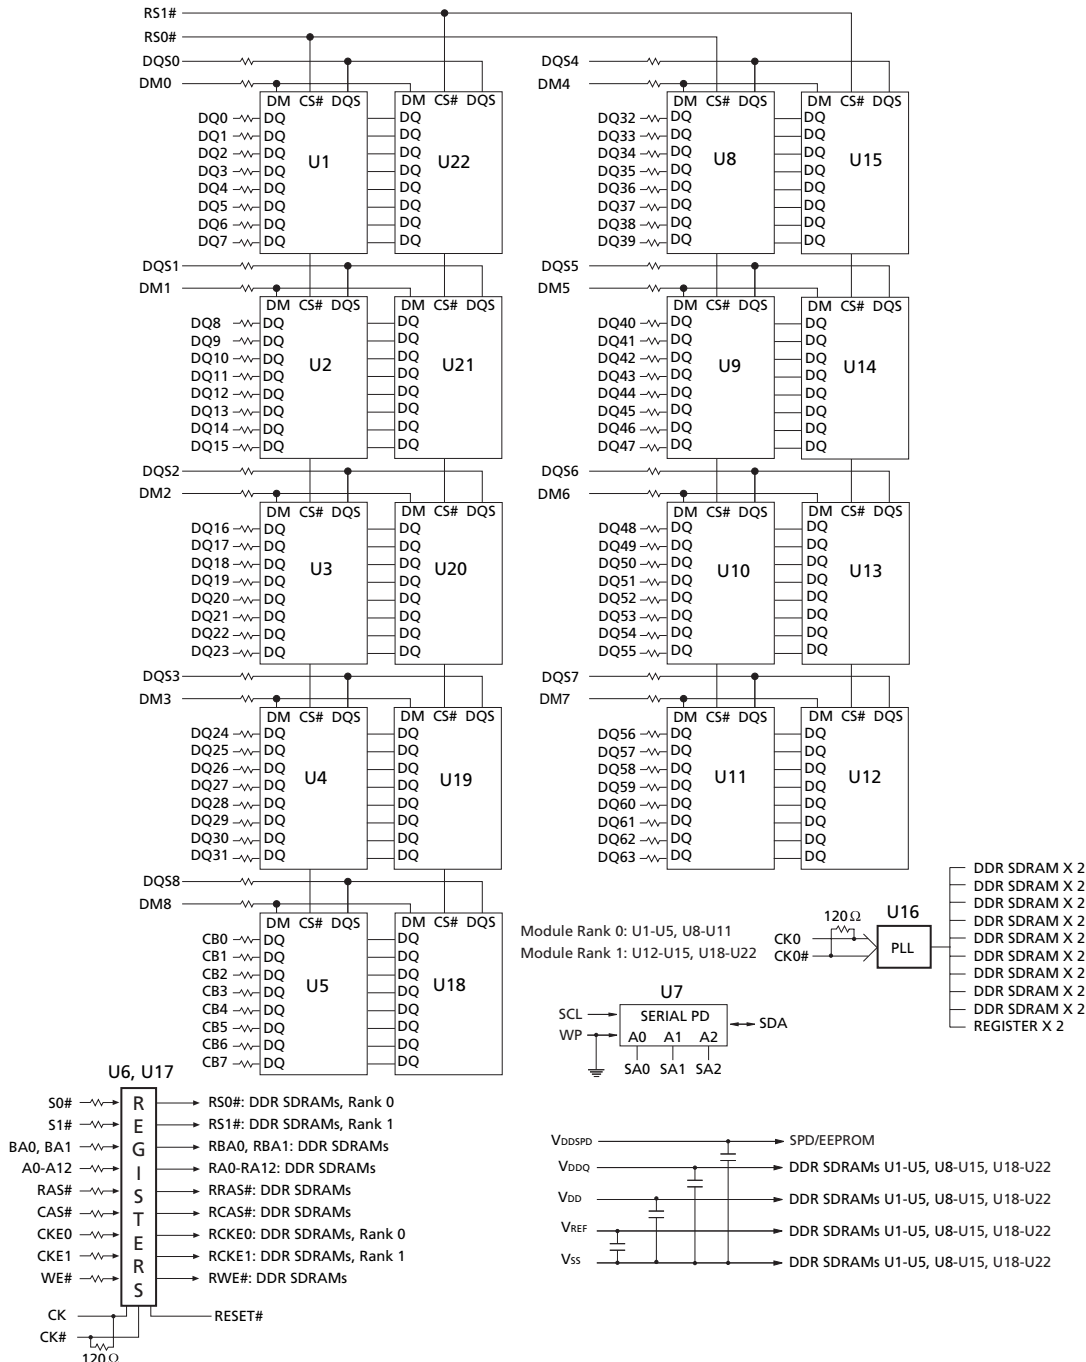 RS1#
RS0#
DQS0
DM0
DM CS# DQS
CS# DQS
DQ0 DQ DQ
DQ1 DQ DQ
DQ2 DQ DQ
DQ3 DQ DQ
DQ4 DQ DQ
DQ5 DQ DQ
DQ6 DQ DQ
DQ7 DQ DQ
U1
DM
U22
DQS1
DM1
DM CS# DQS
DM CS# DQS
DQ8 DQ DQ
DQ9 DQ DQ
DQ10 DQ DQ
DQ11 DQ DQ
DQ12 DQ DQ
DQ13 DQ DQ
DQ14 DQ DQ
DQ15 DQ DQ
U2
U21
DQS2
DM2
DM CS# DQS
DM CS# DQS
DQ16 DQ DQ
DQ17 DQ DQ
DQ18 DQ DQ
DQ19 DQ DQ
DQ20 DQ DQ
DQ21 DQ DQ
DQ22 DQ DQ
DQ23 DQ DQ
U3
U20
DQS3
DM3
DM CS# DQS
DM CS# DQS
DQ24 DQ DQ
DQ25 DQ DQ
DQ26 DQ DQ
DQ27 DQ DQ
DQ28 DQ DQ
DQ29 DQ DQ
DQ30 DQ DQ
DQ31 DQ DQ
U4
U19
DQS8
DM8
DM CS# DQS
DM CS# DQS
CB0 DQ DQ
CB1 DQ DQ
CB2 DQ DQ
CB3 DQ DQ
CB4 DQ DQ
CB5 DQ DQ
CB6 DQ DQ
CB7 DQ DQ
U5
U18
DQS4
DM4
DM CS# DQS
DM CS# DQS
DQ32 DQ DQ
DQ33 DQ DQ
DQ34 DQ DQ
DQ35 DQ DQ
DQ36 DQ DQ
DQ37 DQ DQ
DQ38 DQ DQ
DQ39 DQ DQ
U8
U15
DQS5
DM5
DM CS# DQS
DM CS# DQS
DQ40 DQ DQ
DQ41 DQ DQ
DQ42 DQ DQ
DQ43 DQ DQ
DQ44 DQ DQ
DQ45 DQ DQ
DQ46 DQ DQ
DQ47 DQ DQ
U9
U14
DQS6
DM6
DM CS# DQS
DM CS# DQS
DQ48 DQ DQ
DQ49 DQ DQ
DQ50 DQ DQ
DQ51 DQ DQ
DQ52 DQ DQ
DQ53 DQ DQ
DQ54 DQ DQ
DQ55 DQ DQ
U10
U13
DQS7
DM7
DM CS# DQS
DM CS# DQS
DQ56 DQ DQ
DQ57 DQ DQ
DQ58 DQ DQ
DQ59 DQ DQ
DQ60 DQ DQ
DQ61 DQ DQ
DQ62 DQ DQ
DQ63 DQ DQ
U11
U12
Module Rank 0: U1-U5, U8-U11
Module Rank 1: U12-U15, U18-U22
120Ω
U16
CK0
CK0#
PLL
DDR SDRAM X 2
DDR SDRAM X 2
DDR SDRAM X 2
DDR SDRAM X 2
DDR SDRAM X 2
DDR SDRAM X 2
DDR SDRAM X 2
DDR SDRAM X 2
DDR SDRAM X 2
REGISTER X 2
U7
SCL
WP
SERIAL PD
A0 A1 A2
SDA
SA0 SA1 SA2
U6, U17
REGISTERS
S0# RS0#: DDR SDRAMs, Rank 0
S1# RS1#: DDR SDRAMs, Rank 1
BA0, BA1 RBA0, RBA1: DDR SDRAMs
A0-A12 RA0-RA12: DDR SDRAMs
RAS# RRAS#: DDR SDRAMs
CAS# RCAS#: DDR SDRAMs
CKE0 RCKE0: DDR SDRAMs, Rank 0
CKE1 RCKE1: DDR SDRAMs, Rank 1
WE# RWE#: DDR SDRAMs
CK
CK#
RESET#
120Ω
VDDSPD SPD/EEPROM
VDDQ DDR SDRAMs U1-U5, U8-U15, U18-U22
VDD DDR SDRAMs U1-U5, U8-U15, U18-U22
VREF DDR SDRAMs U1-U5, U8-U15, U18-U22
VSS DDR SDRAMs U1-U5, U8-U15, U18-U22